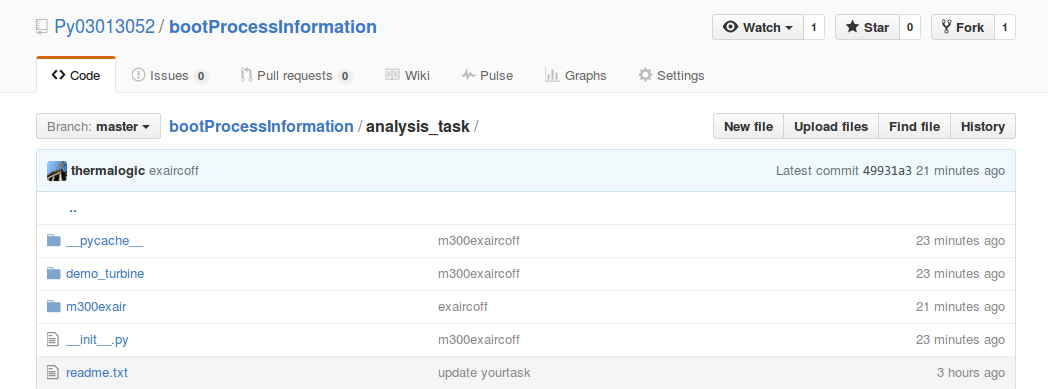 Py03013052 / bootProcessInformation
Watch 1 Star 0 Fork 1
Code Issues 0 Pull requests 0 Wiki Pulse Graphs Settings
Branch: master bootProcessInformation / analysis_task / New file Upload files Find file History
thermalogic exaircoff Latest commit 49931a3 21 minutes ago
..
__pycache__ m300exaircoff 23 minutes ago
demo_turbine m300exaircoff 23 minutes ago
m300exair exaircoff 21 minutes ago
__init__.py m300exaircoff 23 minutes ago
readme.txt update yourtask 3 hours ago